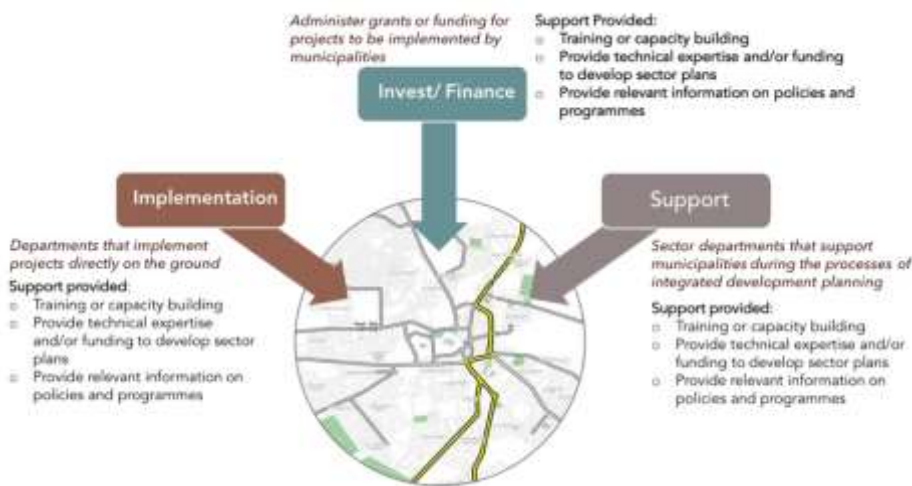 Administer grants or funding for
projects to be implemented by
municipalities
Support Provided:
Training or capacity building
Provide technical expertise and/or funding
to develop sector plans
Provide relevant information on policies and
programmes
Invest/ Finance
Implementation
Support
Departments that implement
projects directly on the ground
Support provided:
Training or capacity building
Provide technical expertise
and/or funding to develop sector
plans
Provide relevant information on
policies and programmes
Sector departments that support
municipalities during the processes of
integrated development planning
Support provided:
Training or capacity building
Provide technical expertise and/or
funding to develop sector plans
Provide relevant information on
policies and programmes